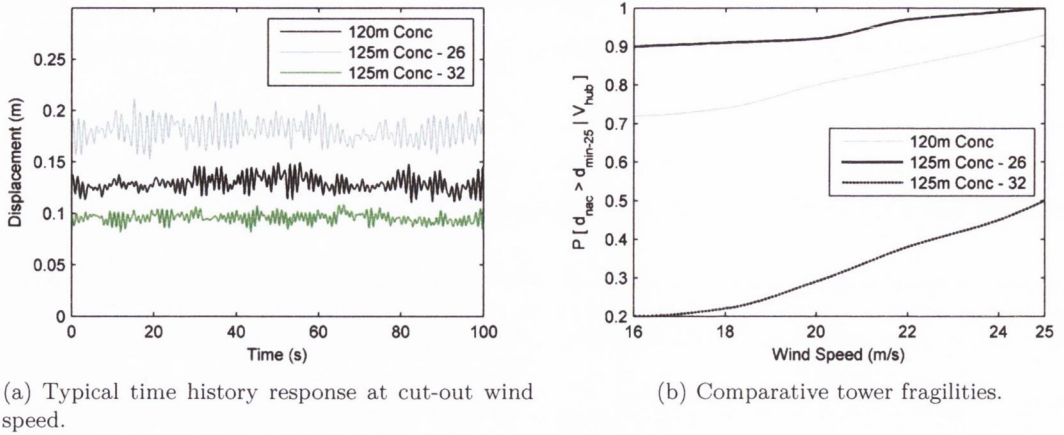 0.25
0.2
0.15
0.1
0.05
0
Displacement (m)
120m Conc
125m Conc - 26
125m Conc - 32
0 20 40 60 80 100
Time (s)
1
0.9
0.8
0.7
0.6
0.5
0.4
0.3
0.2
P [ d_nac > d_min-25 | V_hub ]
120m Conc
125m Conc - 26
125m Conc - 32
16 18 20 22 24 25
Wind Speed (m/s)
(a) Typical time history response at cut-out wind
speed.
(b) Comparative tower fragilities.